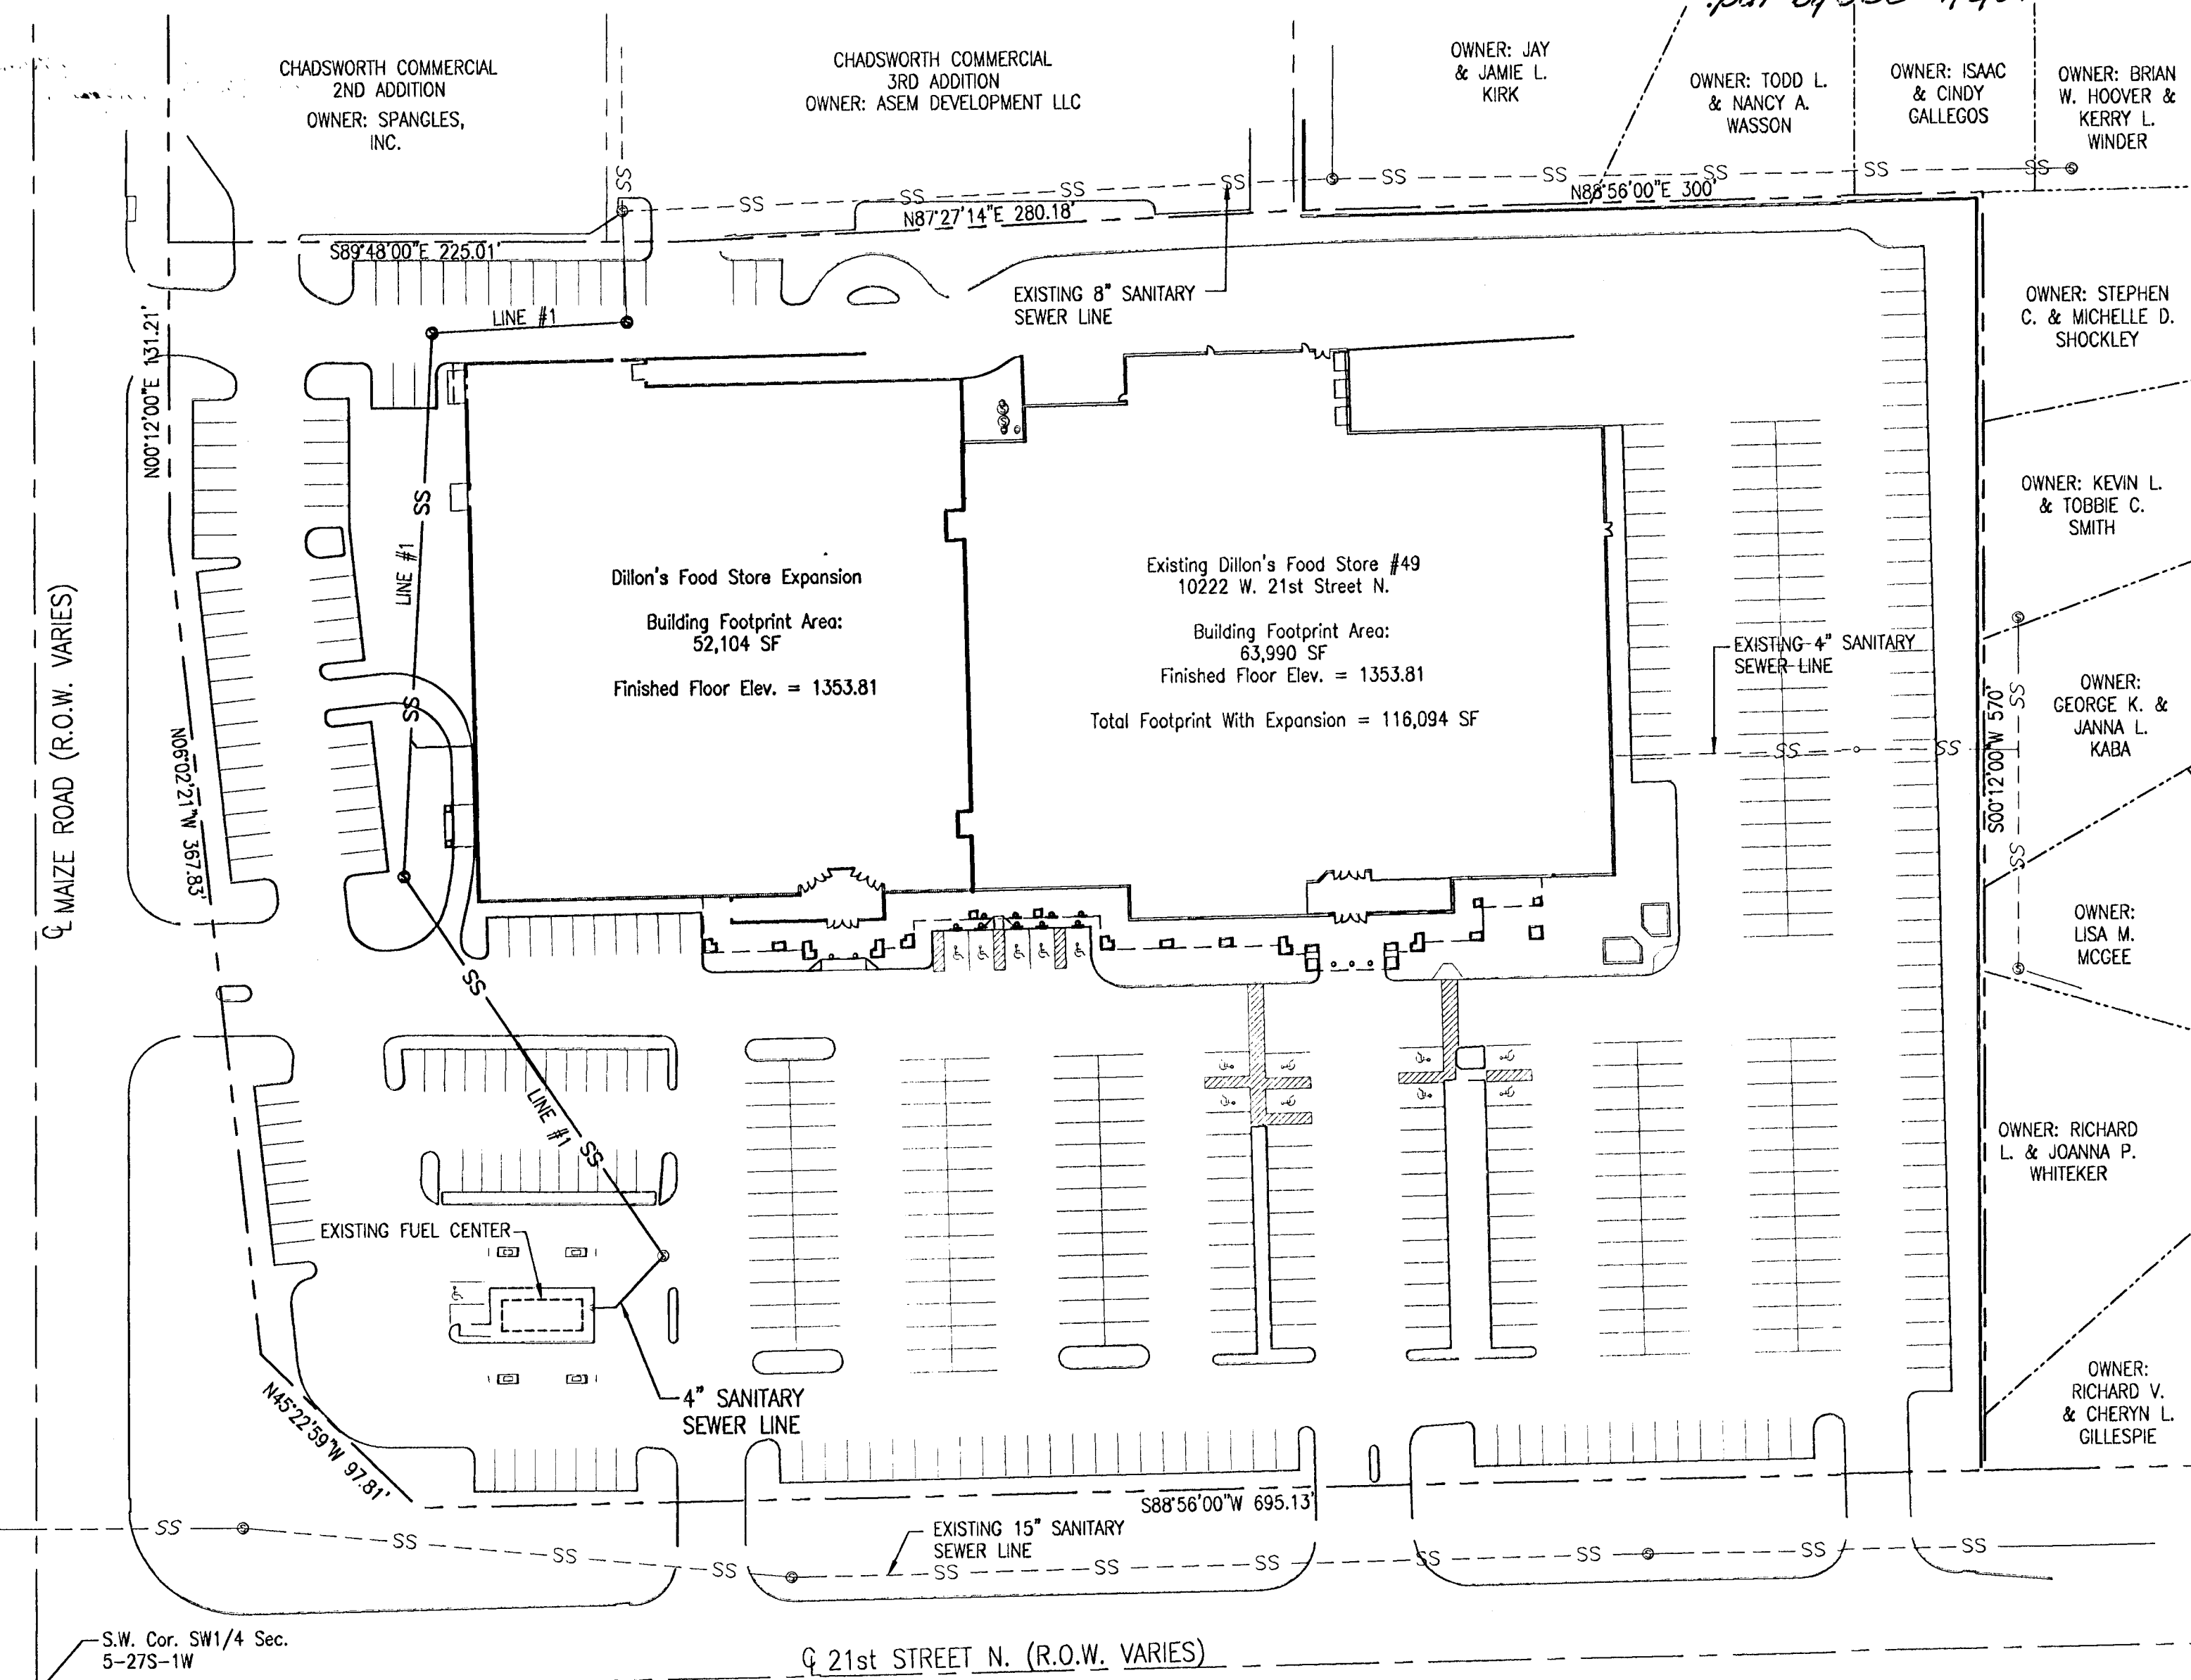 CHADSWORTH COMMERCIAL
2ND ADDITION
OWNER: SPANGLES,
INC.
CHADSWORTH COMMERCIAL
3RD ADDITION
OWNER: ASEM DEVELOPMENT LLC
OWNER: JAY
& JAMIE L.
KIRK
OWNER: TODD L.
& NANCY A.
WASSON
OWNER: ISAAC
& CINDY
GALLEGOS
OWNER: BRIAN
W. HOOVER &
KERRY L.
WINDER
SS
SS
SS
SS
SS
SS
SS
SS
SS
SS
N88°56'00"E 300'
N87°27'14"E 280.18'
S89°48'00"E 225.01'
EXISTING 8" SANITARY
SEWER LINE
LINE #1
N00°12'00"E 131.21'
OWNER: STEPHEN
C. & MICHELLE D.
SHOCKLEY
OWNER: KEVIN L.
& TOBBIE C.
SMITH
SS
LINE #1
SS
Dillon's Food Store Expansion
Building Footprint Area:
52,104 SF
Finished Floor Elev. = 1353.81
Existing Dillon's Food Store #49
10222 W. 21st Street N.
Building Footprint Area:
63,990 SF
Finished Floor Elev. = 1353.81
Total Footprint With Expansion = 116,094 SF
EXISTING 4" SANITARY
SEWER LINE
SS
SS
SS
SS
S00°12'00"W 570'
OWNER:
GEORGE K. &
JANNA L.
KABA
℄ MAIZE ROAD (R.O.W. VARIES)
N06°02'21"W 367.83'
OWNER:
LISA M.
MCGEE
SS
LINE #1
SS
OWNER: RICHARD
L. & JOANNA P.
WHITEKER
EXISTING FUEL CENTER
4" SANITARY
SEWER LINE
OWNER:
RICHARD V.
& CHERYN L.
GILLESPIE
N45°22'59"W 97.81'
S88°56'00"W 695.13'
EXISTING 15" SANITARY
SEWER LINE
SS
SS
SS
SS
SS
SS
SS
SS
SS
SS
SS
S.W. Cor. SW1/4 Sec.
5-27S-1W
℄ 21st STREET N. (R.O.W. VARIES)